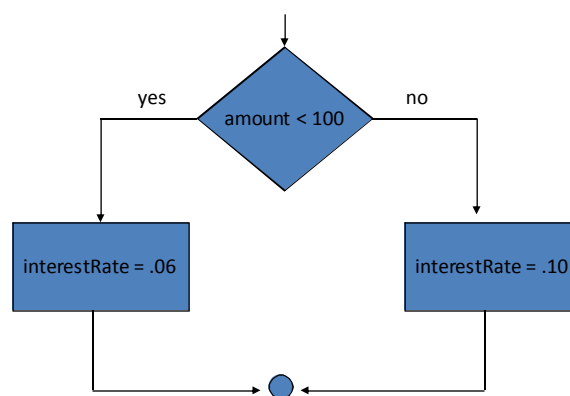 yes
no
amount < 100
interestRate = .06
interestRate = .10